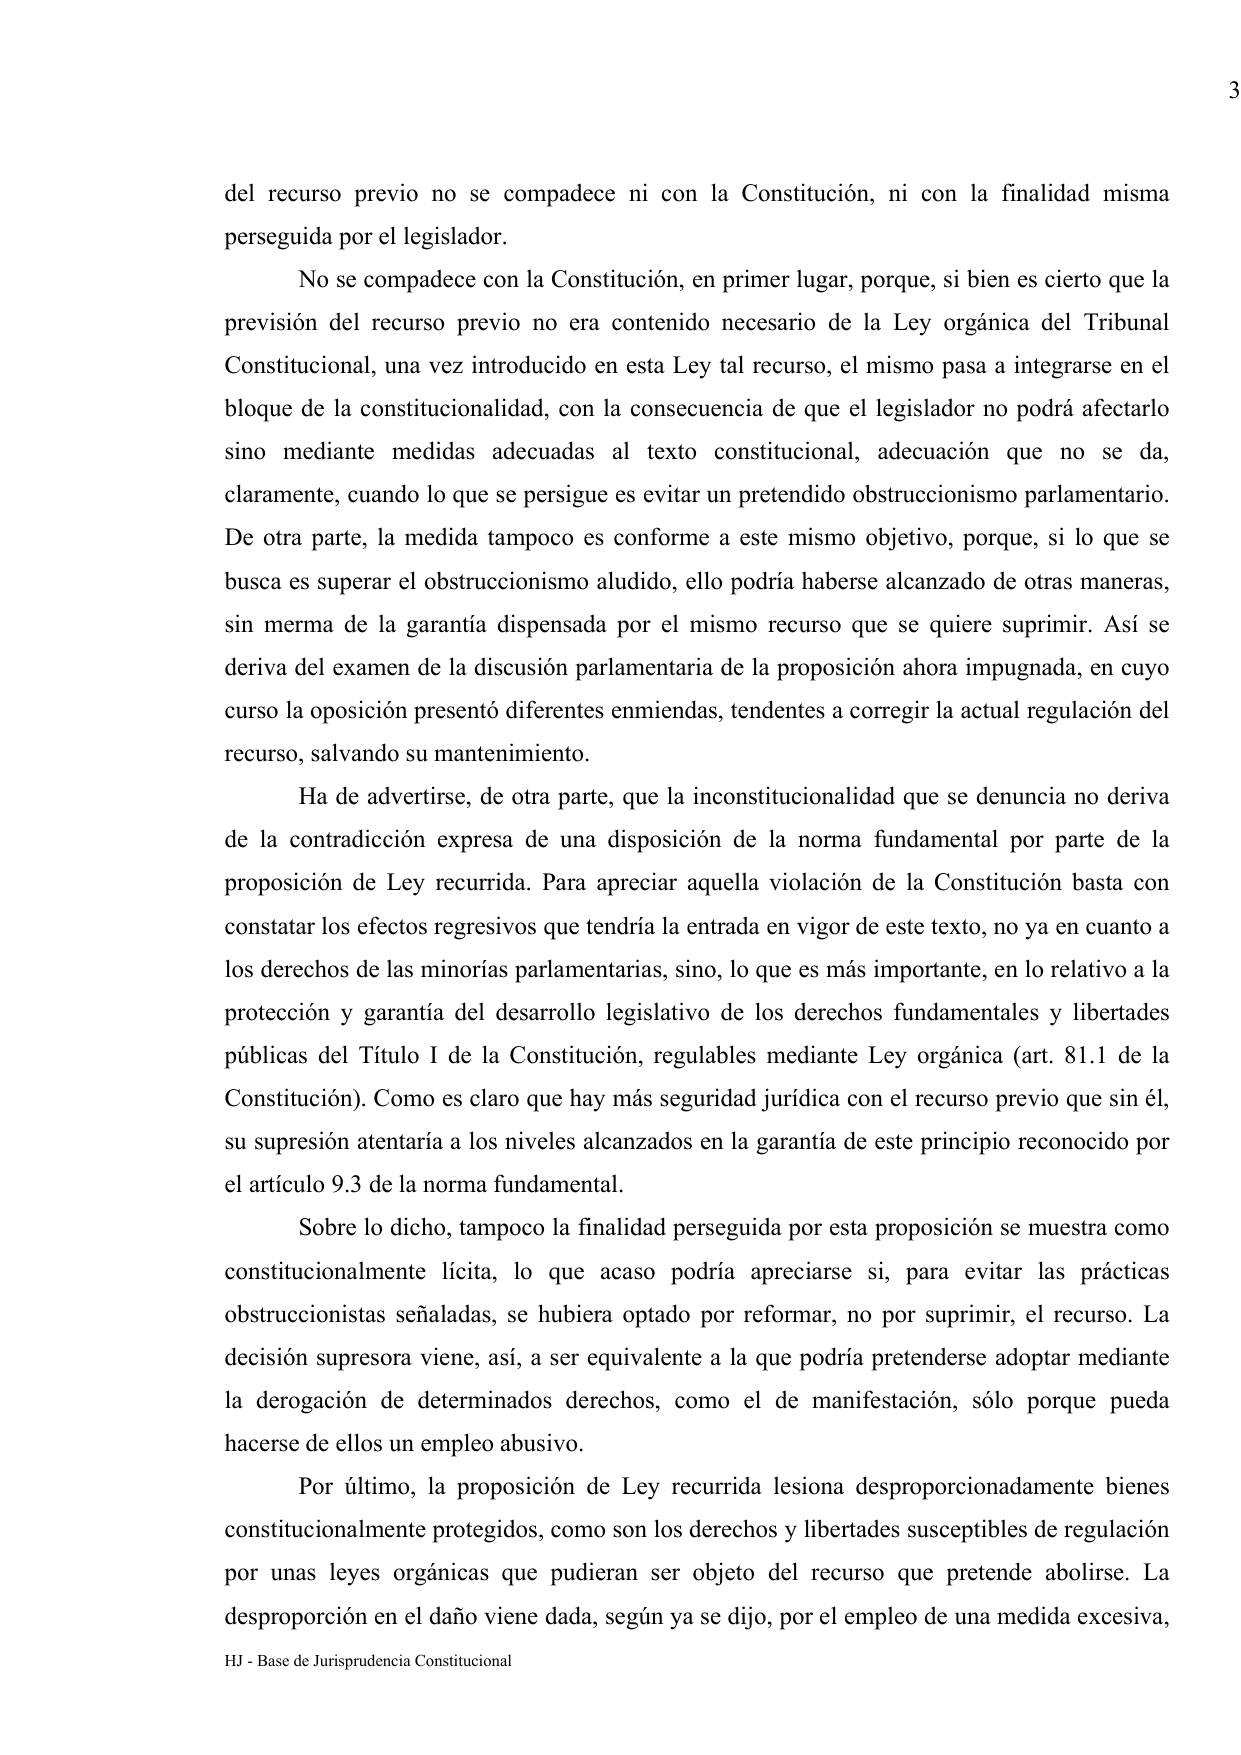 3
del recurso previo no se compadece ni con la Constitución, ni con la finalidad misma
perseguida por el legislador.
No se compadece con la Constitución, en primer lugar, porque, si bien es cierto que la
previsión del recurso previo no era contenido necesario de la Ley orgánica del Tribunal
Constitucional, una vez introducido en esta Ley tal recurso, el mismo pasa a integrarse en el
bloque de la constitucionalidad, con la consecuencia de que el legislador no podrá afectarlo
sino mediante medidas adecuadas al texto constitucional, adecuación que no se da,
claramente, cuando lo que se persigue es evitar un pretendido obstruccionismo parlamentario.
De otra parte, la medida tampoco es conforme a este mismo objetivo, porque, si lo que se
busca es superar el obstruccionismo aludido, ello podría haberse alcanzado de otras maneras,
sin merma de la garantía dispensada por el mismo recurso que se quiere suprimir. Así se
deriva del examen de la discusión parlamentaria de la proposición ahora impugnada, en cuyo
curso la oposición presentó diferentes enmiendas, tendentes a corregir la actual regulación del
recurso, salvando su mantenimiento.
Ha de advertirse, de otra parte, que la inconstitucionalidad que se denuncia no deriva
de la contradicción expresa de una disposición de la norma fundamental por parte de la
proposición de Ley recurrida. Para apreciar aquella violación de la Constitución basta con
constatar los efectos regresivos que tendría la entrada en vigor de este texto, no ya en cuanto a
los derechos de las minorías parlamentarias, sino, lo que es más importante, en lo relativo a la
protección y garantía del desarrollo legislativo de los derechos fundamentales y libertades
públicas del Título I de la Constitución, regulables mediante Ley orgánica (art. 81.1 de la
Constitución). Como es claro que hay más seguridad jurídica con el recurso previo que sin él,
su supresión atentaría a los niveles alcanzados en la garantía de este principio reconocido por
el artículo 9.3 de la norma fundamental.
Sobre lo dicho, tampoco la finalidad perseguida por esta proposición se muestra como
constitucionalmente lícita, lo que acaso podría apreciarse si, para evitar las prácticas
obstruccionistas señaladas, se hubiera optado por reformar, no por suprimir, el recurso. La
decisión supresora viene, así, a ser equivalente a la que podría pretenderse adoptar mediante
la derogación de determinados derechos, como el de manifestación, sólo porque pueda
hacerse de ellos un empleo abusivo.
Por último, la proposición de Ley recurrida lesiona desproporcionadamente bienes
constitucionalmente protegidos, como son los derechos y libertades susceptibles de regulación
por unas leyes orgánicas que pudieran ser objeto del recurso que pretende abolirse. La
desproporción en el daño viene dada, según ya se dijo, por el empleo de una medida excesiva,
HJ - Base de Jurisprudencia Constitucional